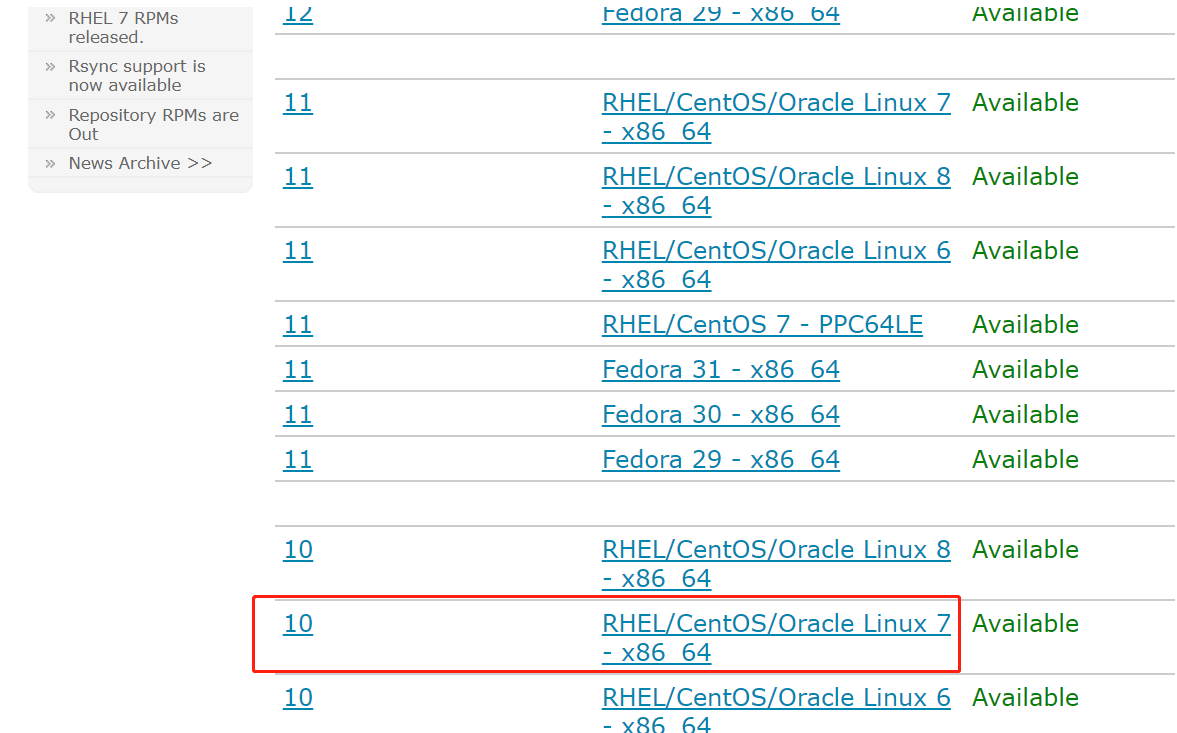 RHEL 7 RPMs
released.
Rsync support is
now available
Repository RPMs are
Out
News Archive >>
12 Fedora 29 - x86_64 Available
11 RHEL/CentOS/Oracle Linux 7 Available
- x86_64
11 RHEL/CentOS/Oracle Linux 8 Available
- x86_64
11 RHEL/CentOS/Oracle Linux 6 Available
- x86_64
11 RHEL/CentOS 7 - PPC64LE Available
11 Fedora 31 - x86_64 Available
11 Fedora 30 - x86_64 Available
11 Fedora 29 - x86_64 Available
10 RHEL/CentOS/Oracle Linux 8 Available
- x86_64
10 RHEL/CentOS/Oracle Linux 7 Available
- x86_64
10 RHEL/CentOS/Oracle Linux 6 Available
- x86_64